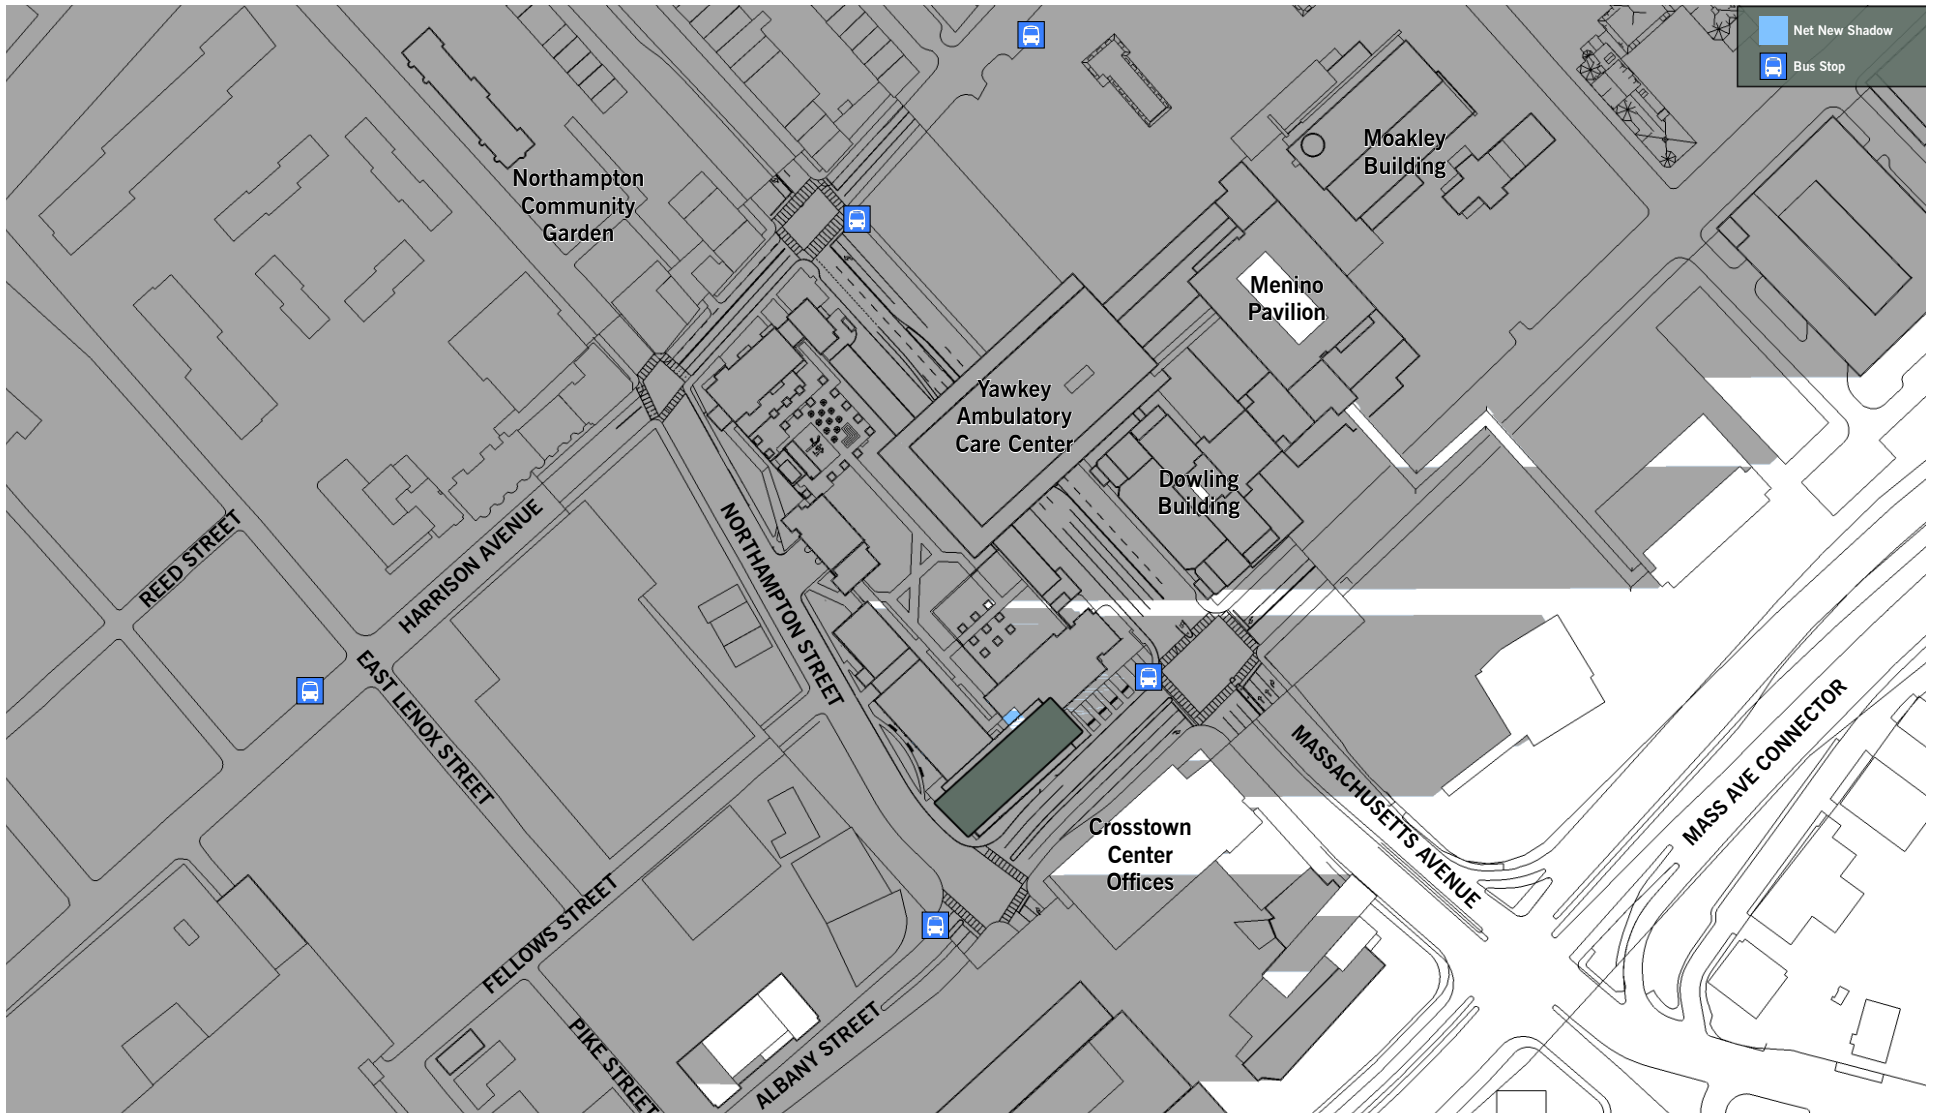 Net New Shadow
Bus Stop
Moakley
Building
Northampton
Community
Garden
Menino
Pavilion
Yawkey
Ambulatory
Care Center
Dowling
Building
REED STREET
HARRISON AVENUE
NORTHAMPTON STREET
EAST LENOX STREET
MASSACHUSETTS AVENUE
MASS AVE CONNECTOR
Crosstown
Center
Offices
FELLOWS STREET
PIKE STREET
ALBANY STREET